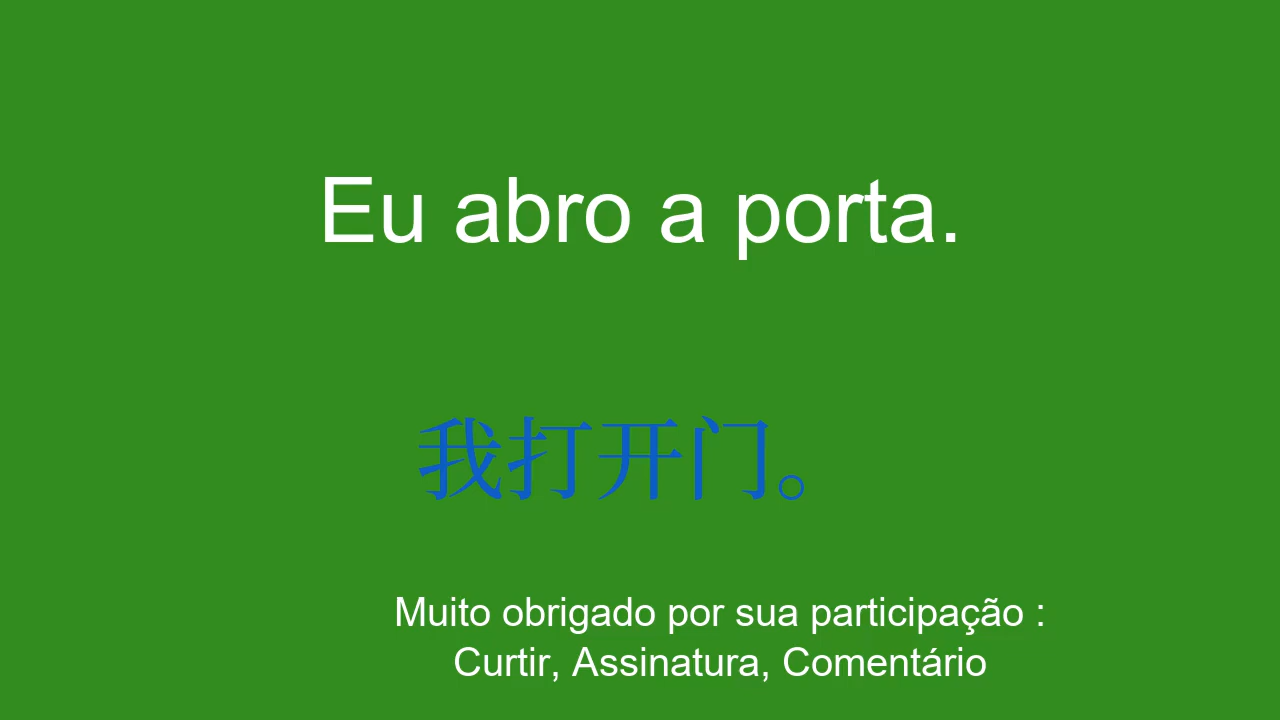 Eu abro a porta.
我打开门。
Muito obrigado por sua participação :
Curtir, Assinatura, Comentário